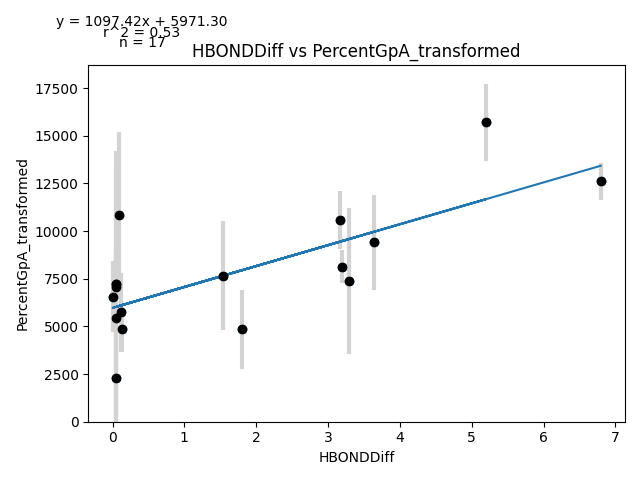 y = 1097.42x + 5971.30
r^2 = 0.53
n = 17
HBONDDiff vs PercentGpA_transformed
17500
15000
12500
10000
7500
5000
2500
0
PercentGpA_transformed
0 1 2 3 4 5 6 7
HBONDDiff